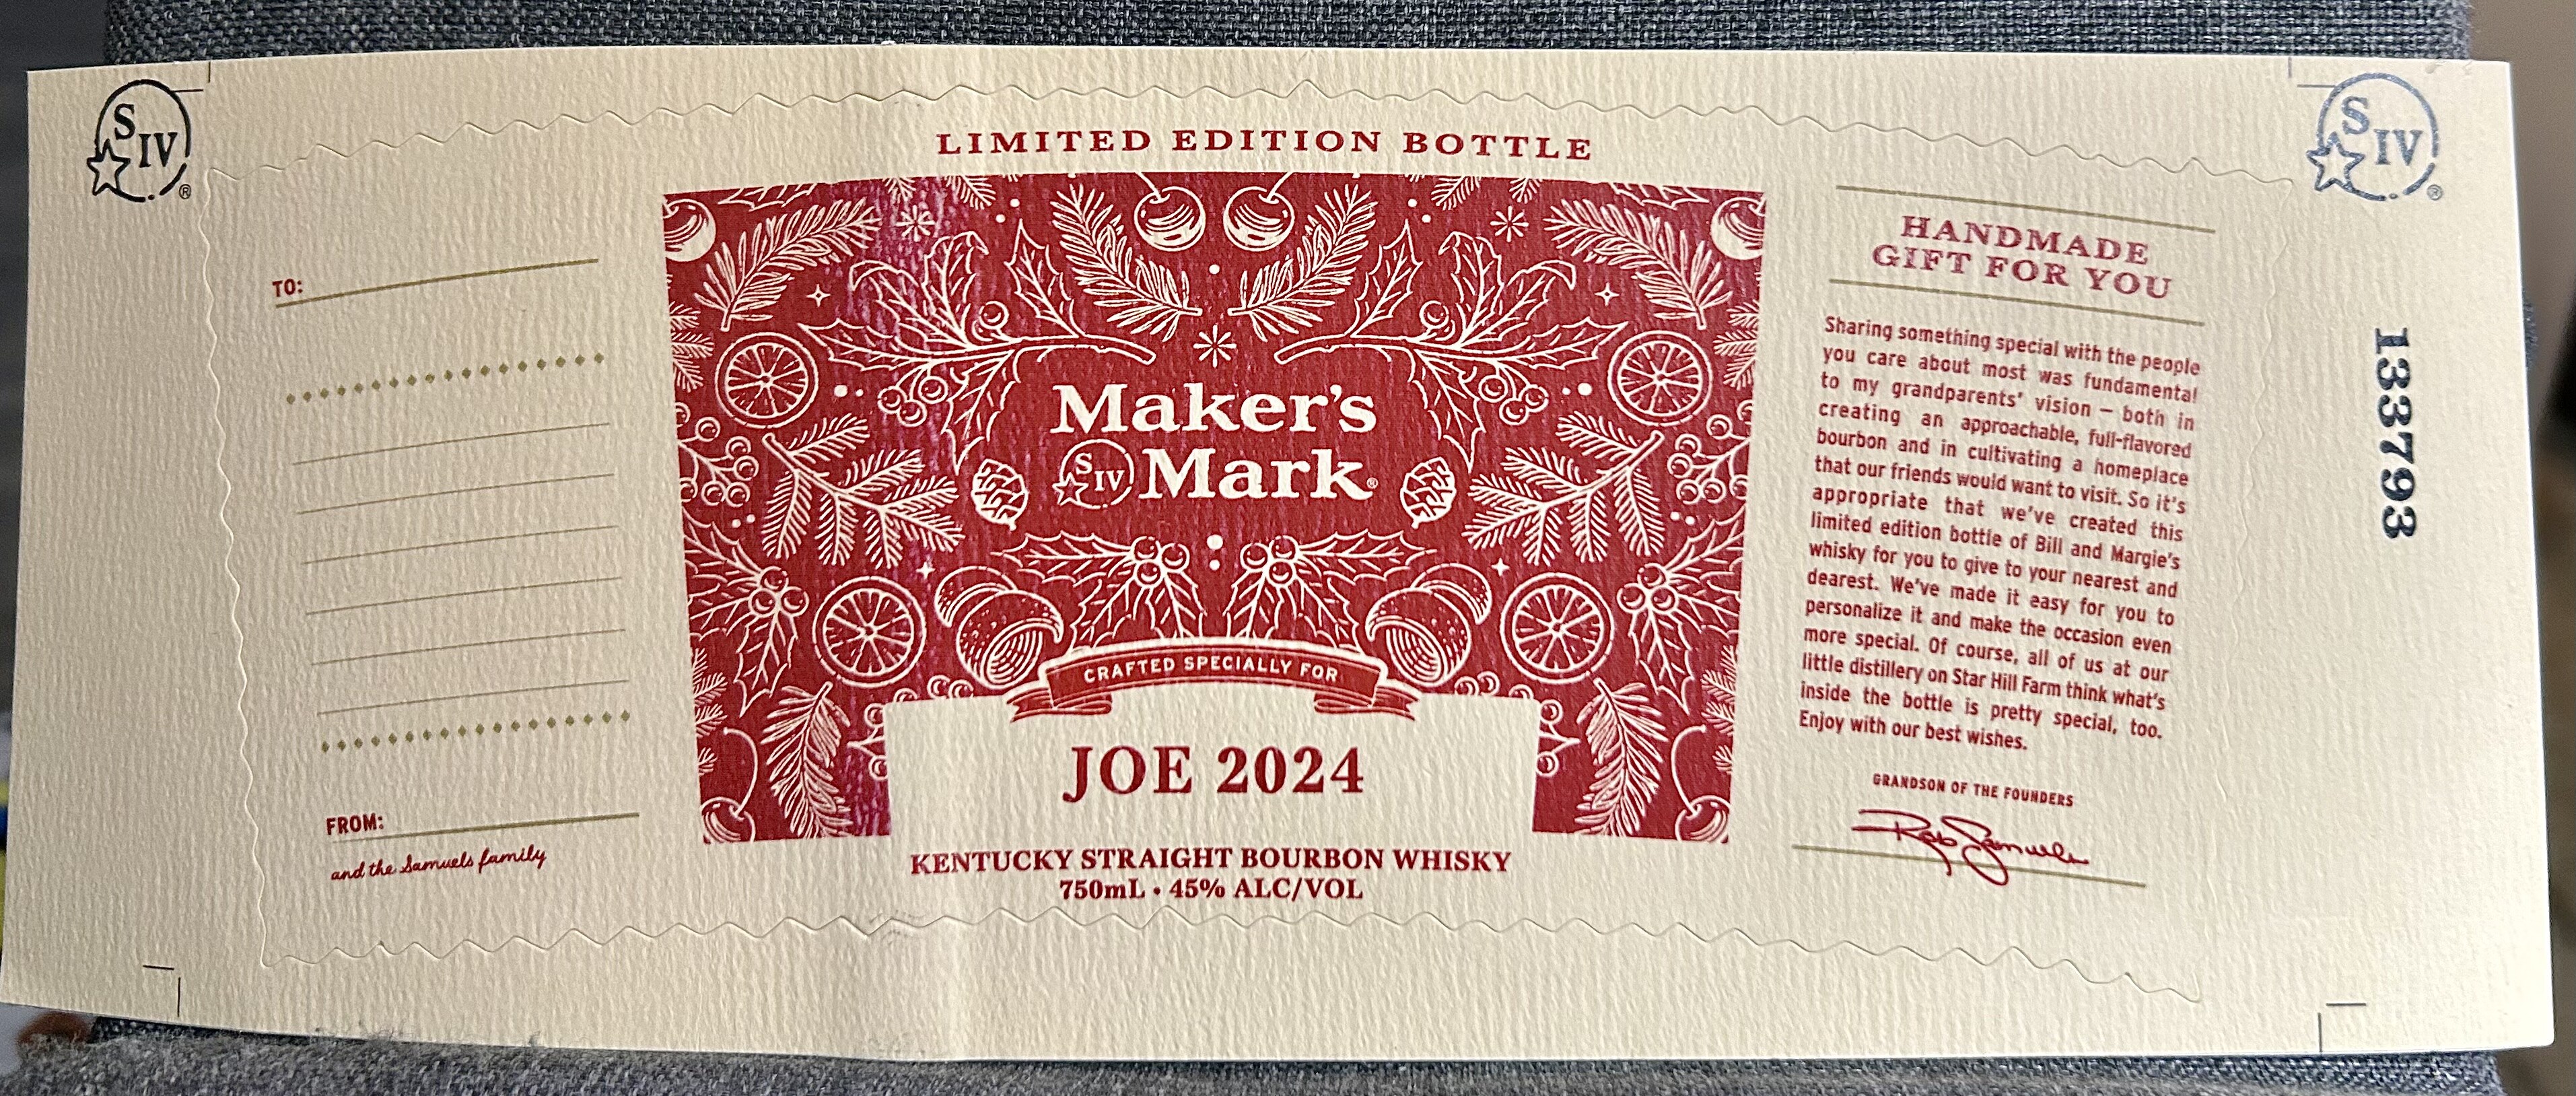 S
IV
®
S
IV
®
LIMITED EDITION BOTTLE
TO:
FROM:
and the Samuels family
Maker's
S IV Mark®
CRAFTED SPECIALLY FOR
JOE 2024
KENTUCKY STRAIGHT BOURBON WHISKY
750mL • 45% ALC/VOL
HANDMADE
GIFT FOR YOU
Sharing something special with the people
you care about most was fundamental
to my grandparents' vision – both in
creating an approachable, full-flavored
bourbon and in cultivating a homeplace
that our friends would want to visit. So it's
appropriate that we've created this
limited edition bottle of Bill and Margie's
whisky for you to give to your nearest and
dearest. We've made it easy for you to
personalize it and make the occasion even
more special. Of course, all of us at our
little distillery on Star Hill Farm think what's
inside the bottle is pretty special, too.
Enjoy with our best wishes.
GRANDSON OF THE FOUNDERS
Rob Samuels
133793